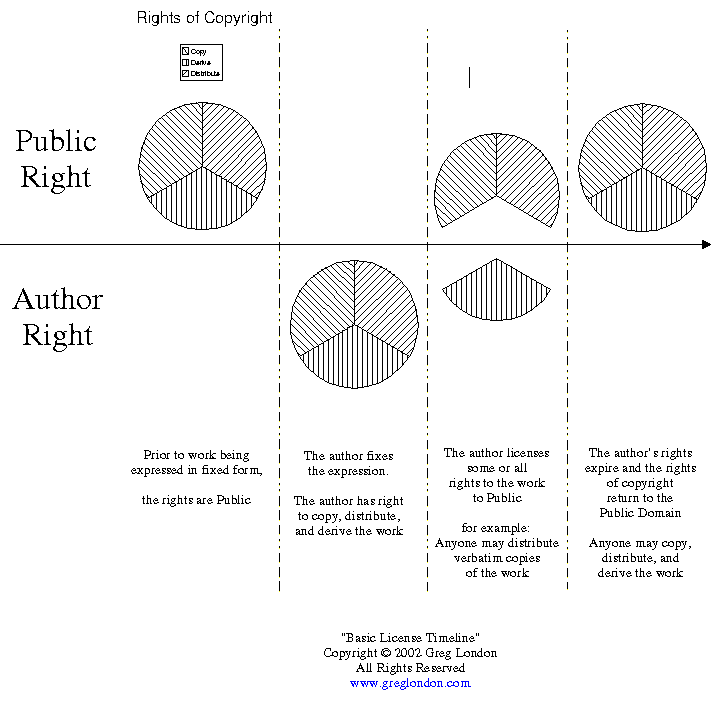 Rights of Copyright
Copy
Derive
Distribute
Public
Right
Author
Right
Prior to work being
expressed in fixed form,
the rights are Public
The author fixes
the expression.
The author has right
to copy, distribute,
and derive the work
The author licenses
some or all
rights to the work
to Public
for example:
Anyone may distribute
verbatim copies
of the work
The author's rights
expire and the rights
of copyright
return to the
Public Domain
Anyone may copy,
distribute, and
derive the work
"Basic License Timeline"
Copyright © 2002 Greg London
All Rights Reserved
www.greglondon.com